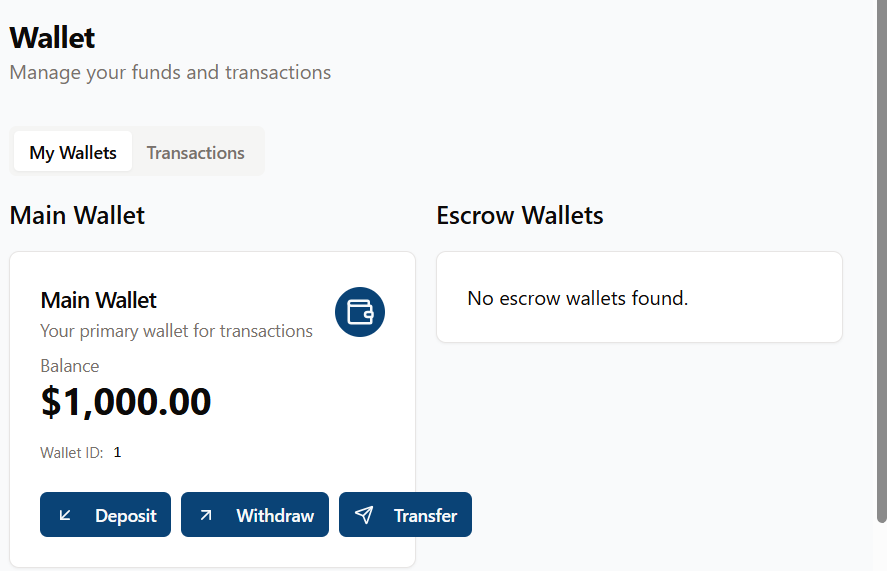 Wallet
Manage your funds and transactions
My Wallets
Transactions
Main Wallet
Main Wallet
Your primary wallet for transactions
Balance
$1,000.00
Wallet ID: 1
Deposit
Withdraw
Transfer
Escrow Wallets
No escrow wallets found.